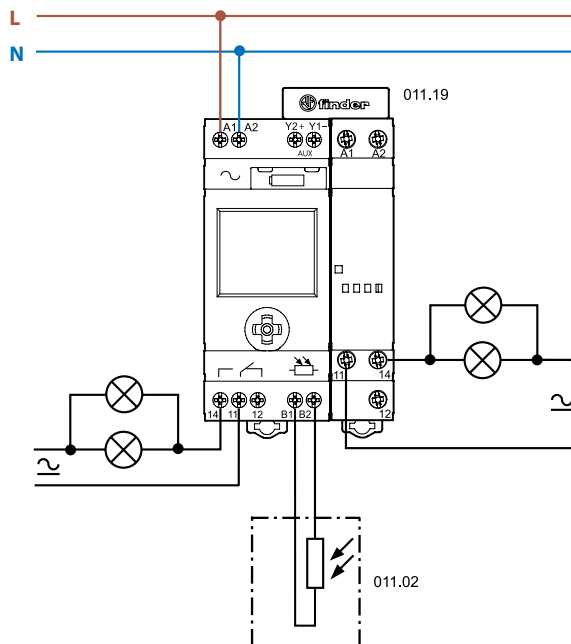 L
N
finder
011.19
A1 A2 Y2+ Y1-
AUX
A1 A2
11 14
14 11 12 B1 B2 12
011.02